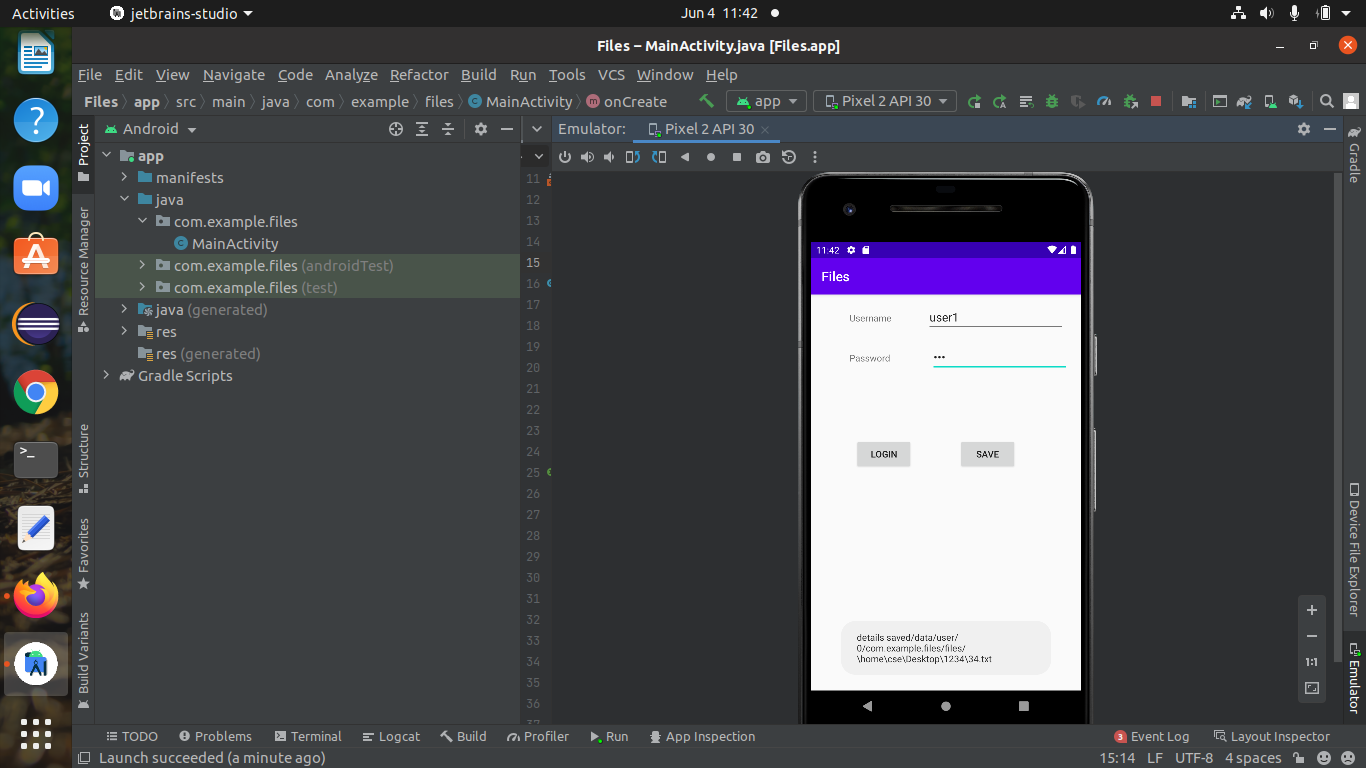 Activities
jetbrains-studio
Jun 4 11:42
Files – MainActivity.java [Files.app]
File Edit View Navigate Code Analyze Refactor Build Run Tools VCS Window Help
Files app src main java com example files MainActivity onCreate
app
Pixel 2 API 30
Project
Android
Emulator: Pixel 2 API 30
Gradle
app
manifests
java
com.example.files
MainActivity
com.example.files (androidTest)
com.example.files (test)
java (generated)
res
res (generated)
Gradle Scripts
Resource Manager
Structure
Favorites
Build Variants
11
12
13
14
15
16
17
18
19
20
21
22
23
24
25
26
27
28
29
30
31
32
33
34
35
36
11:42
Files
Username user1
Password
LOGIN SAVE
details saved/data/user/
0/com.example.files/files/
\home\cse\Desktop\1234\34.txt
1:1
Device File Explorer
Emulator
TODO Problems Terminal Logcat Build Profiler Run App Inspection
3 Event Log Layout Inspector
Launch succeeded (a minute ago)
15:14 LF UTF-8 4 spaces